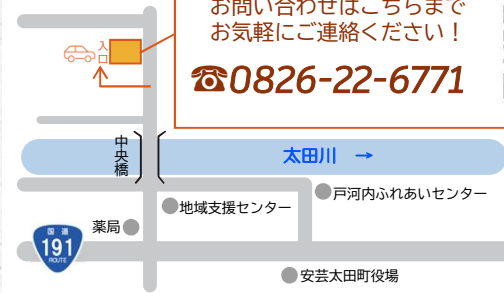 お問い合わせはこちらまで
お気軽にご連絡ください！
☎0826-22-6771
入口
中央橋
太田川 →
戸河内ふれあいセンター
地域支援センター
薬局
国道
191
ROUTE
安芸太田町役場